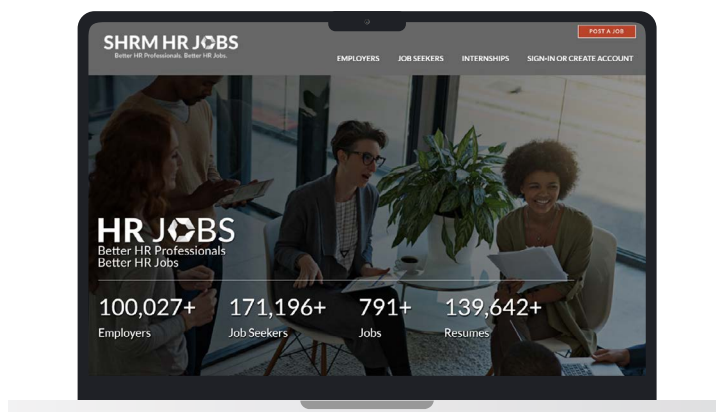 POST A JOB
SHRM HR JOBS
Better HR Professionals. Better HR Jobs.
EMPLOYERS JOB SEEKERS INTERNSHIPS SIGN-IN OR CREATE ACCOUNT
HR JOBS
Better HR Professionals
Better HR Jobs
100,027+ 171,196+ 791+ 139,642+
Employers Job Seekers Jobs Resumes